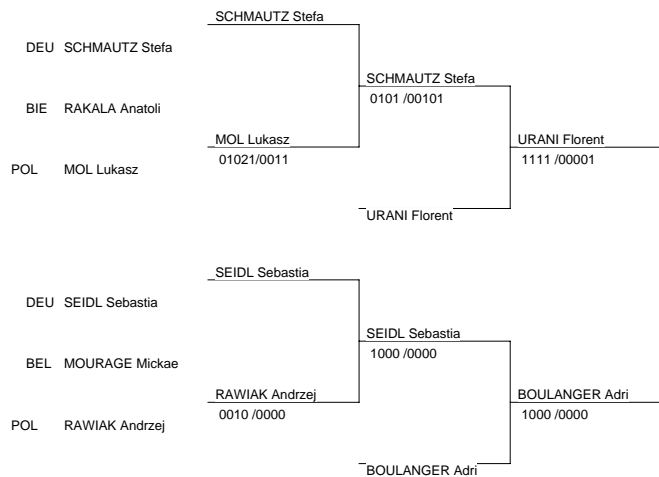 SCHMAUTZ Stefa
DEU SCHMAUTZ Stefa
SCHMAUTZ Stefa
0101 /00101
BIE RAKALA Anatoli
MOL Lukasz
01021/0011
URANI Florent
1111 /00001
POL MOL Lukasz
URANI Florent
SEIDL Sebastia
DEU SEIDL Sebastia
SEIDL Sebastia
1000 /0000
BEL MOURAGE Mickae
RAWIAK Andrzej
0010 /0000
BOULANGER Adri
1000 /0000
POL RAWIAK Andrzej
BOULANGER Adri